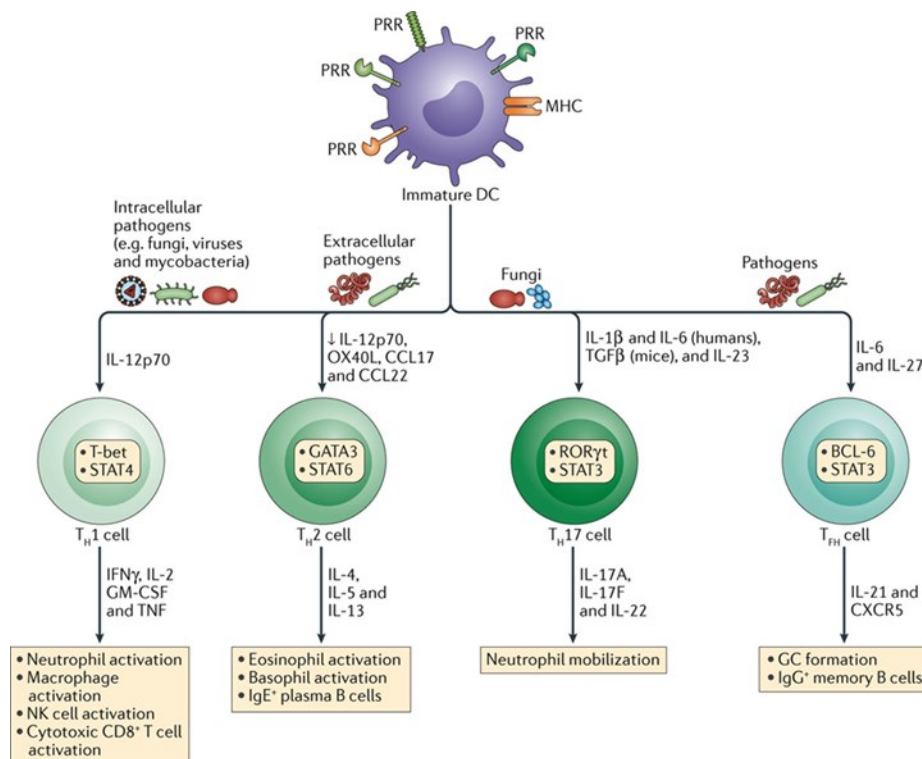 PRR
PRR
PRR
MHC
PRR
Immature DC
Intracellular
pathogens
(e.g. fungi, viruses
and mycobacteria)
Extracellular
pathogens
Fungi
Pathogens
IL-12p70
↓ IL-12p70,
OX40L, CCL17
and CCL22
IL-1β and IL-6 (humans),
TGFβ (mice), and IL-23
IL-6
and IL-27
• T-bet
• STAT4
• GATA3
• STAT6
• RORγt
• STAT3
• BCL-6
• STAT3
TH1 cell
TH2 cell
TH17 cell
TFH cell
IFNγ, IL-2
GM-CSF
and TNF
IL-4,
IL-5 and
IL-13
IL-17A,
IL-17F
and IL-22
IL-21 and
CXCR5
• Neutrophil activation
• Macrophage
activation
• NK cell activation
• Cytotoxic CD8⁺ T cell
activation
• Eosinophil activation
• Basophil activation
• IgE⁺ plasma B cells
Neutrophil mobilization
• GC formation
• IgG⁺ memory B cells